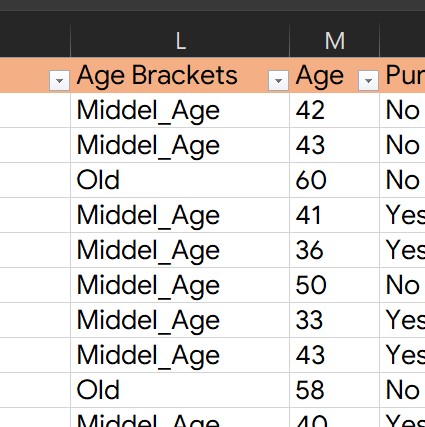 L M
Age Brackets Age Pur
Middel_Age 42 No
Middel_Age 43 No
Old 60 No
Middel_Age 41 Yes
Middel_Age 36 Yes
Middel_Age 50 No
Middel_Age 33 Yes
Middel_Age 43 Yes
Old 58 No
Middel_Age 40 Yes